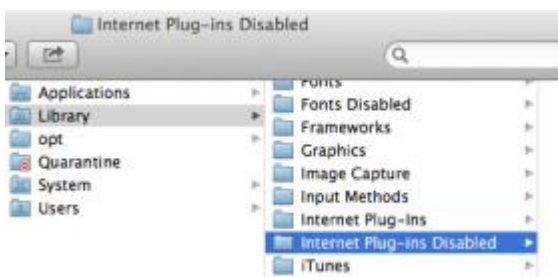 Internet Plug-ins Disabled
Applications
Library
opt
Quarantine
System
Users
Fonts
Fonts Disabled
Frameworks
Graphics
Image Capture
Input Methods
Internet Plug-Ins
Internet Plug-ins Disabled
iTunes